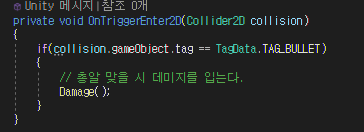 Unity 메시지 | 참조 0개
private void OnTriggerEnter2D(Collider2D collision)
{
if(collision.gameObject.tag == TagData.TAG_BULLET)
{
// 총알 맞을 시 데미지를 입는다.
Damage();
}
}